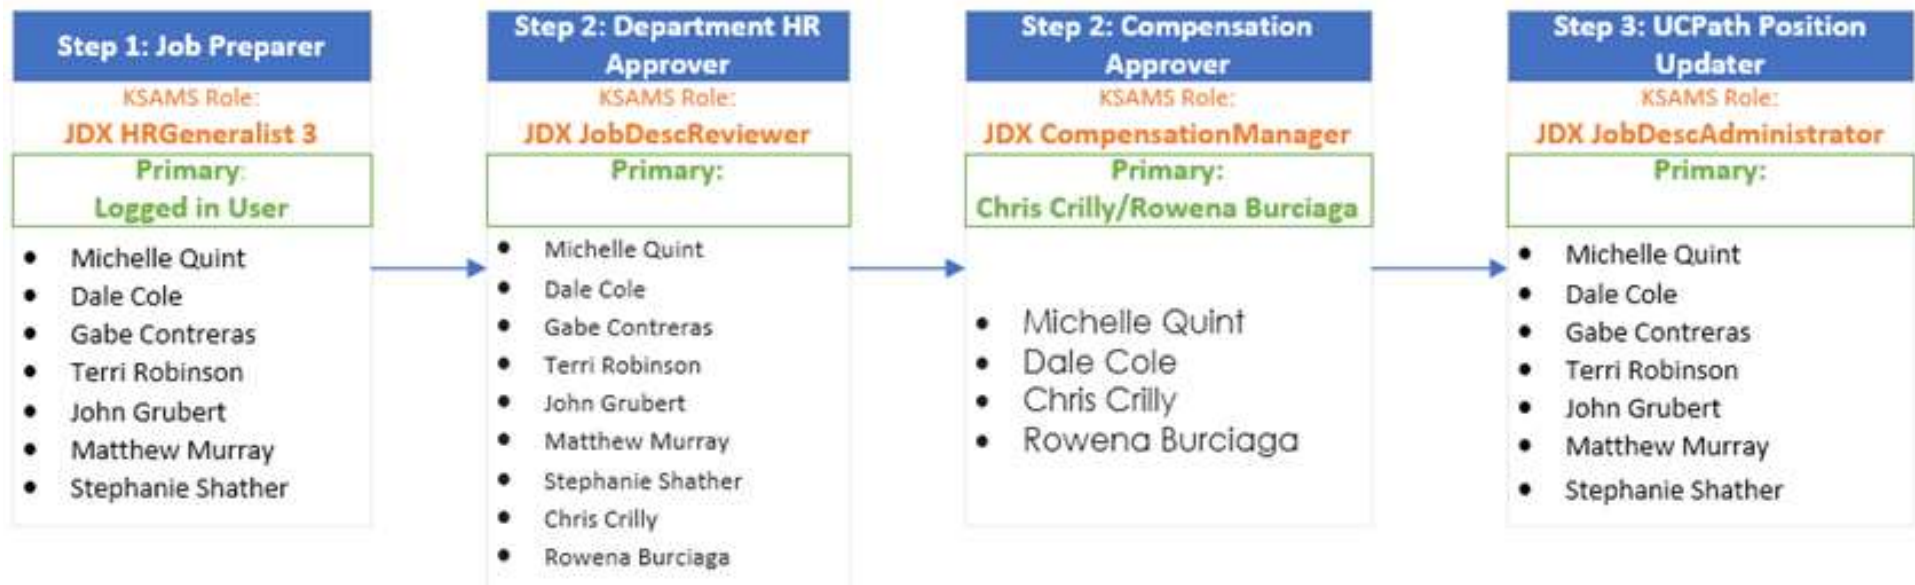 Step 1: Job Preparer
KSAMS Role:
JDX HRGeneralist 3
Primary:
Logged in User
• Michelle Quint
• Dale Cole
• Gabe Contreras
• Terri Robinson
• John Grubert
• Matthew Murray
• Stephanie Shather
Step 2: Department HR
Approver
KSAMS Role:
JDX JobDescReviewer
Primary:
• Michelle Quint
• Dale Cole
• Gabe Contreras
• Terri Robinson
• John Grubert
• Matthew Murray
• Stephanie Shather
• Chris Crilly
• Rowena Burciaga
Step 2: Compensation
Approver
KSAMS Role:
JDX CompensationManager
Primary:
Chris Crilly/Rowena Burciaga
• Michelle Quint
• Dale Cole
• Chris Crilly
• Rowena Burciaga
Step 3: UCPath Position
Updater
KSAMS Role:
JDX JobDescAdministrator
Primary:
• Michelle Quint
• Dale Cole
• Gabe Contreras
• Terri Robinson
• John Grubert
• Matthew Murray
• Stephanie Shather